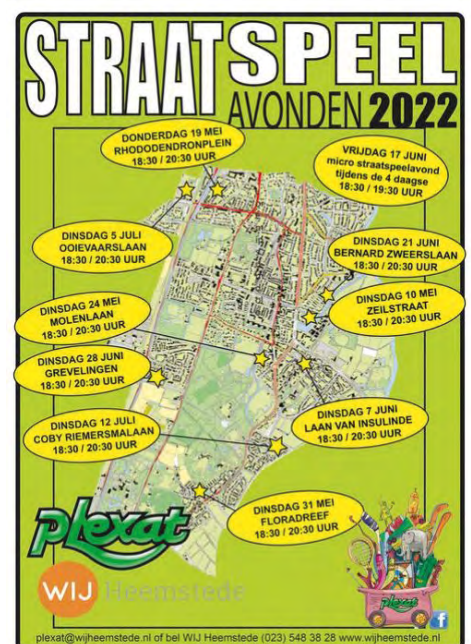 STRAATSPEEL
AVONDEN 2022
DONDERDAG 19 MEI
RHODODENDRONPLEIN
18:30 / 20:30 UUR
VRIJDAG 17 JUNI
micro straatspeelavond
tijdens de 4 daagse
18:30 / 19:30 UUR
DINSDAG 5 JULI
OOIEVAARSLAAN
18:30 / 20:30 UUR
DINSDAG 21 JUNI
BERNARD ZWEERSLAAN
18:30 / 20:30 UUR
DINSDAG 24 MEI
MOLENLAAN
18:30 / 20:30 UUR
DINSDAG 10 MEI
ZEILSTRAAT
18:30 / 20:30 UUR
DINSDAG 28 JUNI
GREVELINGEN
18:30 / 20:30 UUR
DINSDAG 12 JULI
COBY RIEMERSMALAAN
18:30 / 20:30 UUR
DINSDAG 7 JUNI
LAAN VAN INSULINDE
18:30 / 20:30 UUR
DINSDAG 31 MEI
FLORADREEF
18:30 / 20:30 UUR
plexat
WIJ Heemstede
plexat
f
plexat@wijheemstede.nl of bel WIJ Heemstede (023) 548 38 28 www.wijheemstede.nl